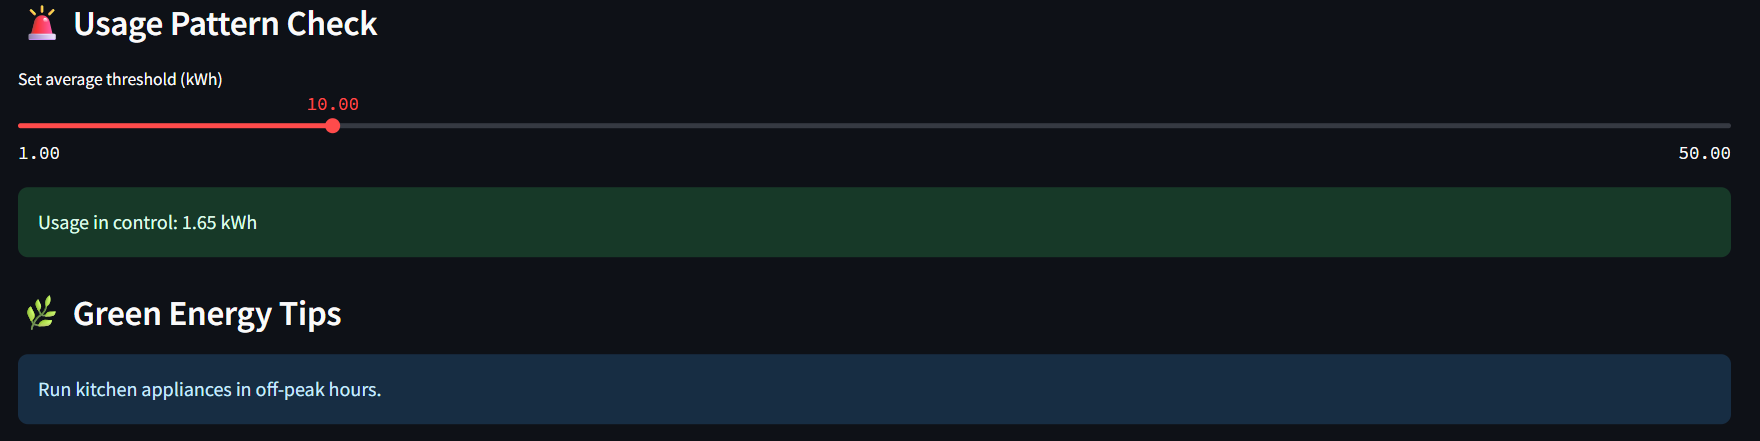 Usage Pattern Check
Set average threshold (kWh)
10.00
1.00 50.00
Usage in control: 1.65 kWh
Green Energy Tips
Run kitchen appliances in off-peak hours.